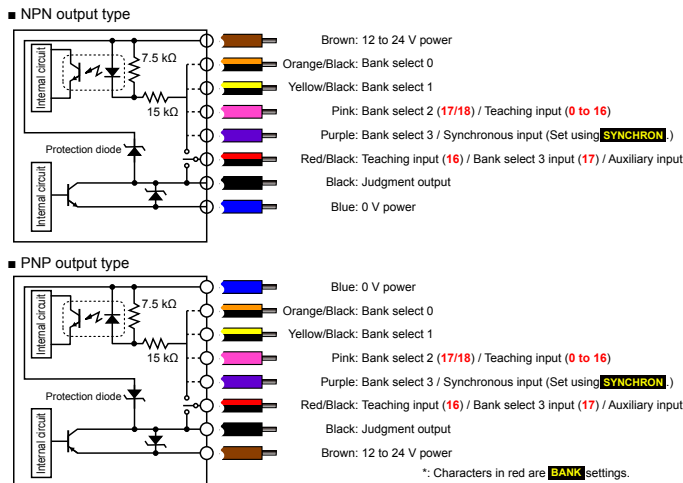 ■ NPN output type
Internal circuit
7.5 kΩ
15 kΩ
Protection diode
Internal circuit
Brown: 12 to 24 V power
Orange/Black: Bank select 0
Yellow/Black: Bank select 1
Pink: Bank select 2 (17/18) / Teaching input (0 to 16)
Purple: Bank select 3 / Synchronous input (Set using SYNCHRON.)
Red/Black: Teaching input (16) / Bank select 3 input (17) / Auxiliary input
Black: Judgment output
Blue: 0 V power
■ PNP output type
Internal circuit
7.5 kΩ
15 kΩ
Protection diode
Internal circuit
Blue: 0 V power
Orange/Black: Bank select 0
Yellow/Black: Bank select 1
Pink: Bank select 2 (17/18) / Teaching input (0 to 16)
Purple: Bank select 3 / Synchronous input (Set using SYNCHRON.)
Red/Black: Teaching input (16) / Bank select 3 input (17) / Auxiliary input
Black: Judgment output
Brown: 12 to 24 V power
*: Characters in red are BANK settings.